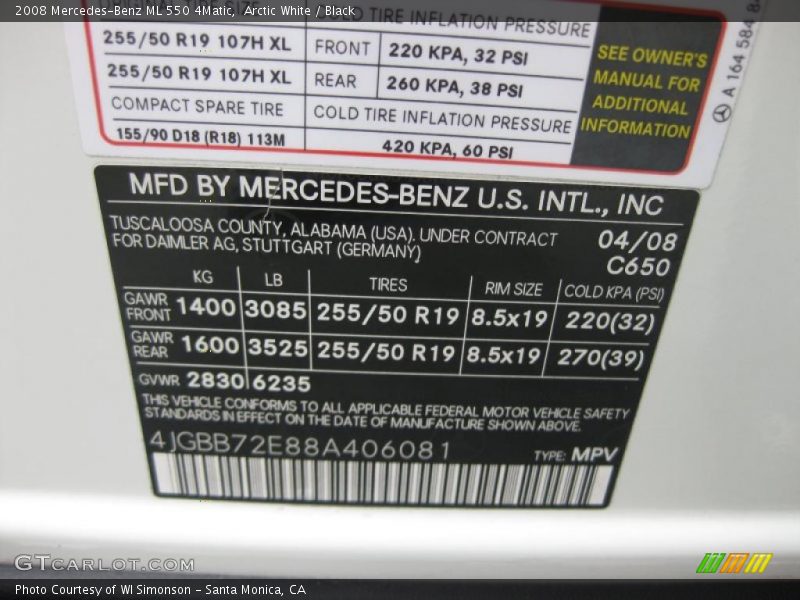 2008 Mercedes-Benz ML 550 4Matic,  Arctic White / Black
COLD TIRE INFLATION PRESSURE
255/50 R19 107H XL FRONT 220 KPA, 32 PSI
255/50 R19 107H XL REAR 260 KPA, 38 PSI
COMPACT SPARE TIRE COLD TIRE INFLATION PRESSURE
155/90 D18 (R18) 113M 420 KPA, 60 PSI
SEE OWNER'S
MANUAL FOR
ADDITIONAL
INFORMATION
A 164 584
MFD BY MERCEDES-BENZ U.S. INTL., INC
TUSCALOOSA COUNTY, ALABAMA (USA). UNDER CONTRACT
FOR DAIMLER AG, STUTTGART (GERMANY)
04/08
C650
KG LB TIRES RIM SIZE COLD KPA (PSI)
GAWR
FRONT 1400 3085 255/50 R19 8.5x19 220(32)
GAWR
REAR 1600 3525 255/50 R19 8.5x19 270(39)
GVWR 2830 6235
THIS VEHICLE CONFORMS TO ALL APPLICABLE FEDERAL MOTOR VEHICLE SAFETY
STANDARDS IN EFFECT ON THE DATE OF MANUFACTURE SHOWN ABOVE.
4JGBB72E88A406081
TYPE: MPV
GTCarLot.com
Photo Courtesy of WI Simonson - Santa Monica, CA